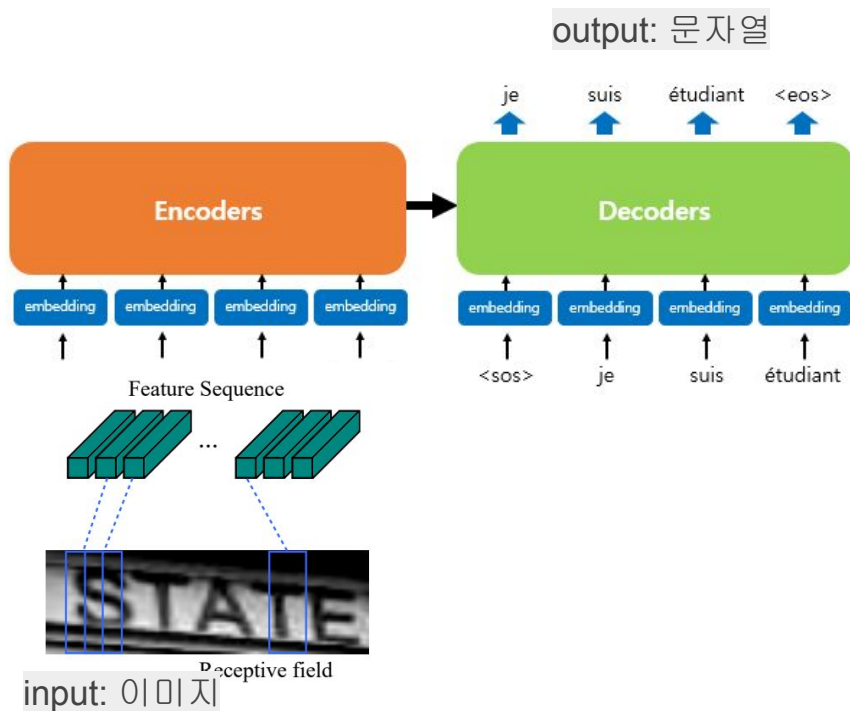 output: 문자열
je suis étudiant <eos>
Encoders
Decoders
embedding embedding embedding embedding
embedding embedding embedding embedding
<sos> je suis étudiant
Feature Sequence
...
STATE
Receptive field
input: 이미지